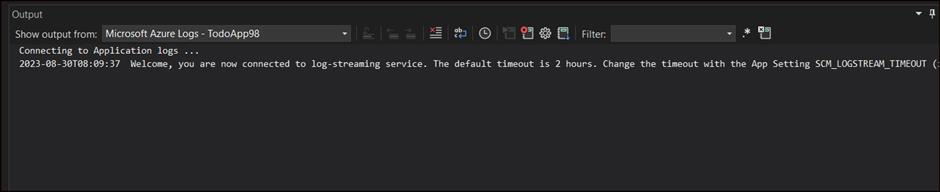 Output
Show output from: Microsoft Azure Logs - TodoApp98 Filter:
Connecting to Application logs ...
2023-08-30T08:09:37 Welcome, you are now connected to log-streaming service. The default timeout is 2 hours. Change the timeout with the App Setting SCM_LOGSTREAM_TIMEOUT (